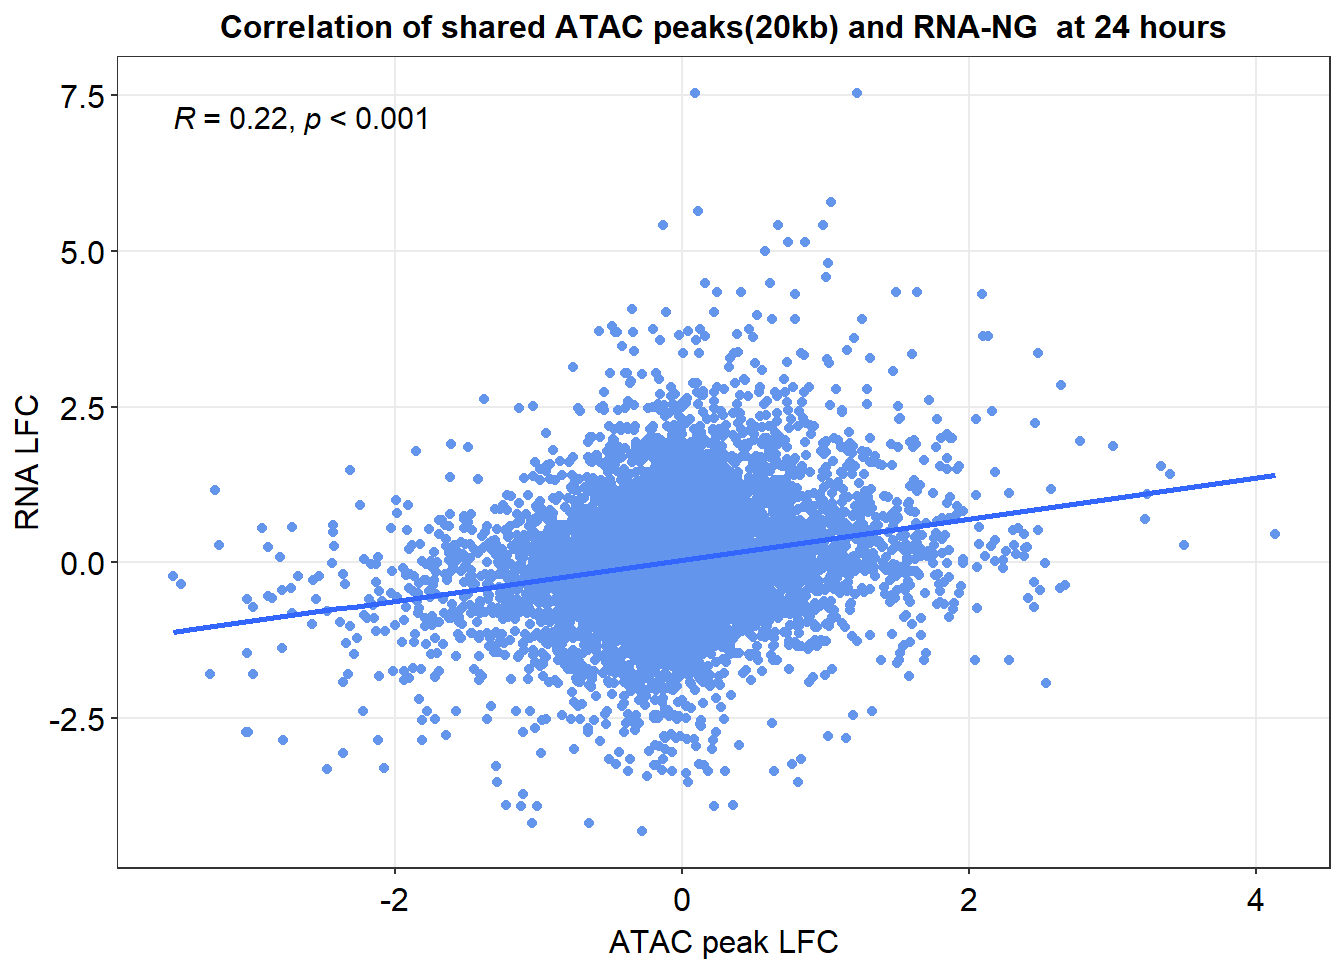 Correlation of shared ATAC peaks(20kb) and RNA-NG  at 24 hours
R = 0.22, p < 0.001
7.5
5.0
2.5
0.0
-2.5
RNA LFC
-2 0 2 4
ATAC peak LFC